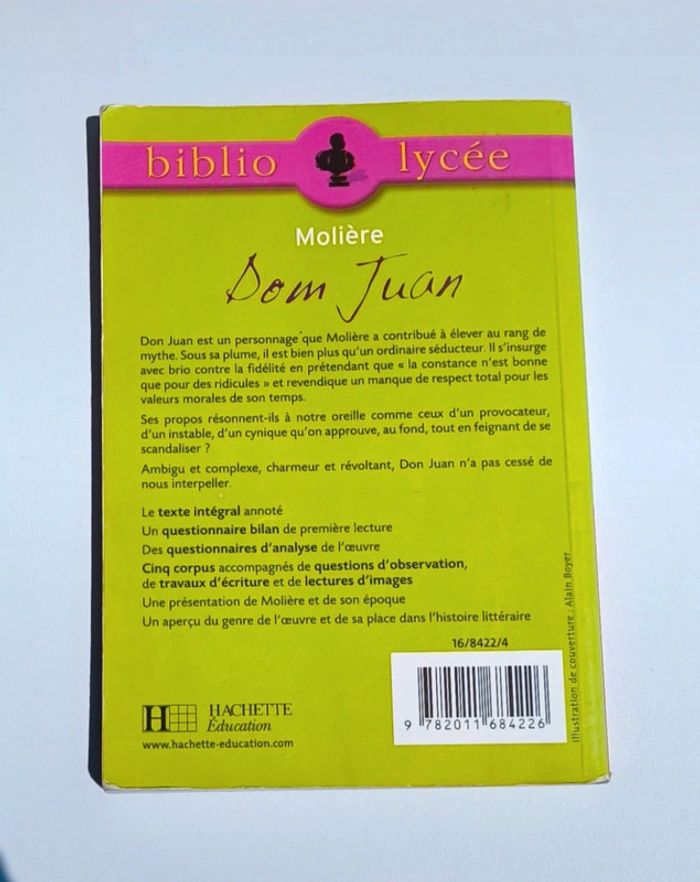 biblio lycée
Molière
Dom Juan
Don Juan est un personnage que Molière a contribué à élever au rang de
mythe. Sous sa plume, il est bien plus qu'un ordinaire séducteur. Il s'insurge
avec brio contre la fidélité en prétendant que « la constance n'est bonne
que pour des ridicules » et revendique un manque de respect total pour les
valeurs morales de son temps.
Ses propos résonnent-ils à notre oreille comme ceux d'un provocateur,
d'un instable, d'un cynique qu'on approuve, au fond, tout en feignant de se
scandaliser ?
Ambigu et complexe, charmeur et révoltant, Don Juan n'a pas cessé de
nous interpeller.
Le texte intégral annoté
Un questionnaire bilan de première lecture
Des questionnaires d'analyse de l'œuvre
Cinq corpus accompagnés de questions d'observation,
de travaux d'écriture et de lectures d'images
Une présentation de Molière et de son époque
Un aperçu du genre de l'œuvre et de sa place dans l'histoire littéraire
16/8422/4
9 782011 684226
H HACHETTE
Éducation
www.hachette-education.com
Illustration de couverture : Alain Boyer